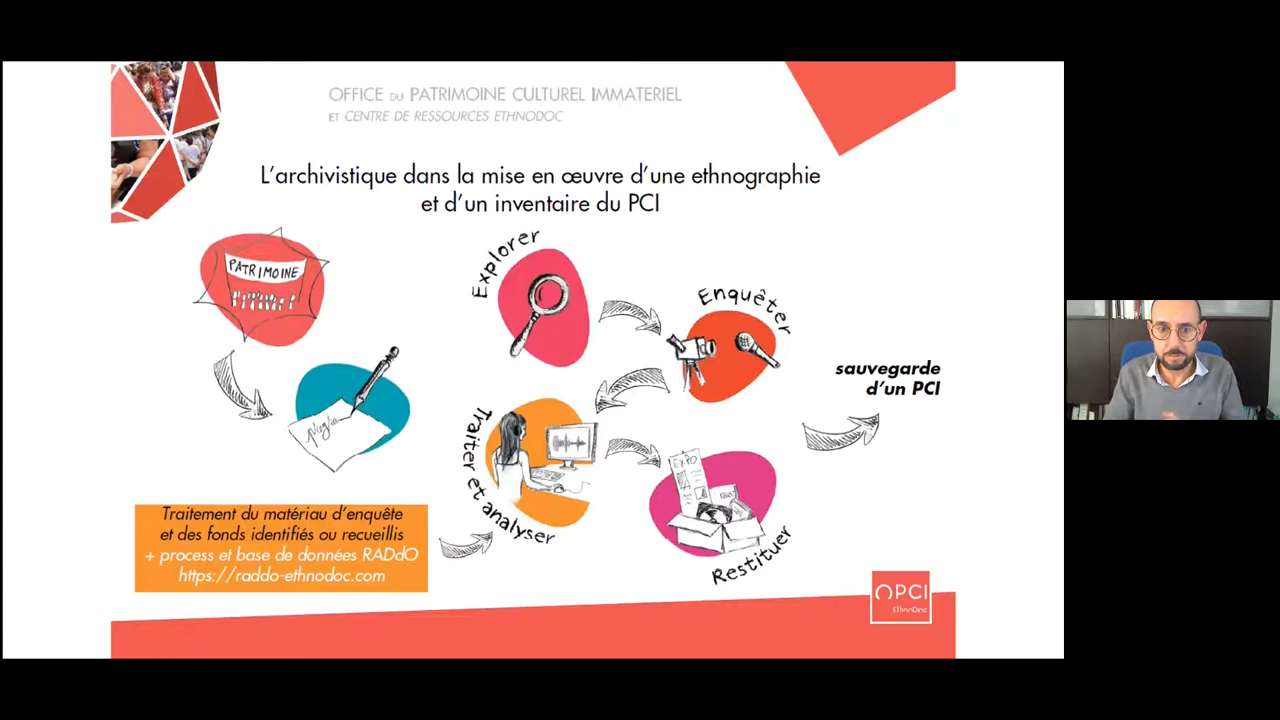 OFFICE DU PATRIMOINE CULTUREL IMMATERIEL
ET CENTRE DE RESSOURCES ETHNODOC
L'archivistique dans la mise en œuvre d'une ethnographie
et d'un inventaire du PCI
PATRIMOINE
Explorer
Enquêter
sauvegarde
d'un PCI
Traiter et analyser
EXPO
Restituer
Traitement du matériau d'enquête
et des fonds identifiés ou recueillis
+ process et base de données RADdO
https://raddo-ethnodoc.com
OPCI
EthnoDoc